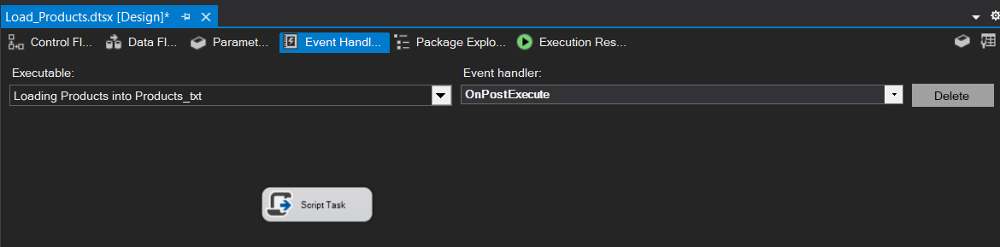 Load_Products.dtsx [Design]*
Control Fl... Data Fl... Paramet... Event Handl... Package Explo... Execution Res...
Executable: Event handler:
Loading Products into Products_txt OnPostExecute Delete
Script Task